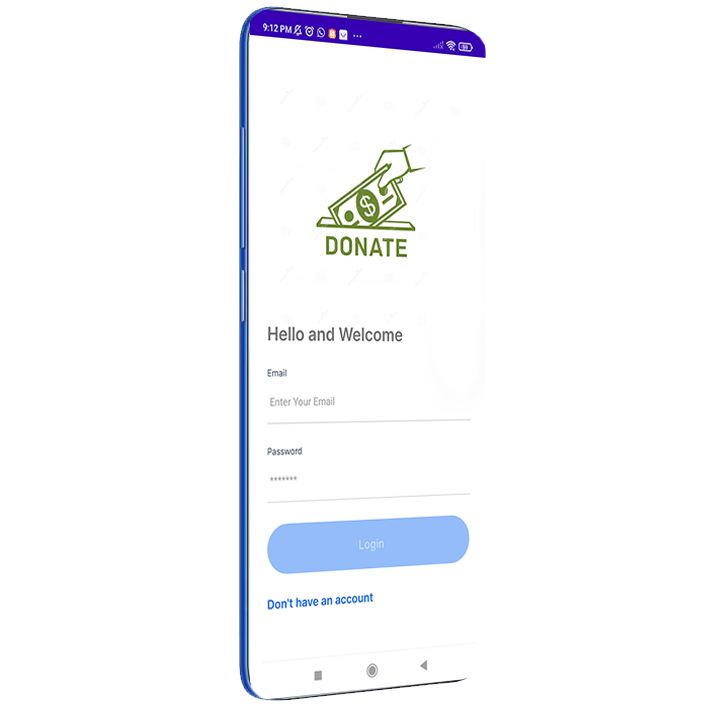 9:12 PM
DONATE
Hello and Welcome
Email
Enter Your Email
Password
*******
Login
Don't have an account